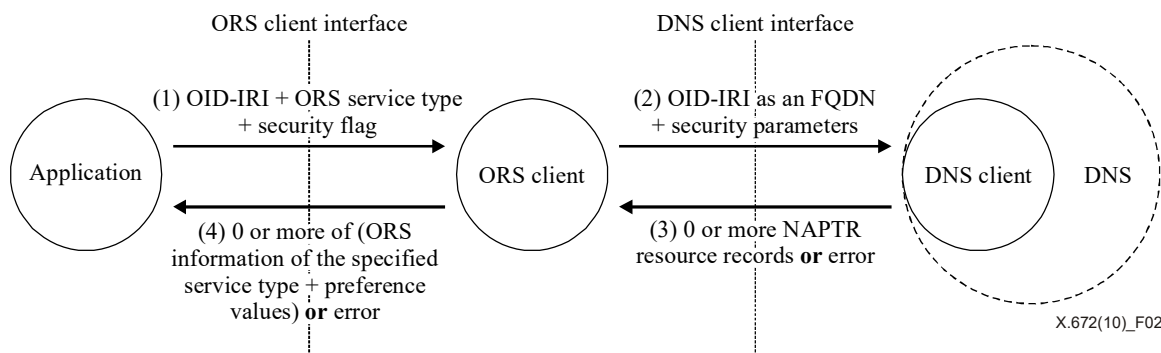 ORS client interface
DNS client interface
(1) OID-IRI + ORS service type
+ security flag
(2) OID-IRI as an FQDN
+ security parameters
Application
ORS client
DNS client
DNS
(4) 0 or more of (ORS
information of the specified
service type + preference
values) or error
(3) 0 or more NAPTR
resource records or error
X.672(10)_F02